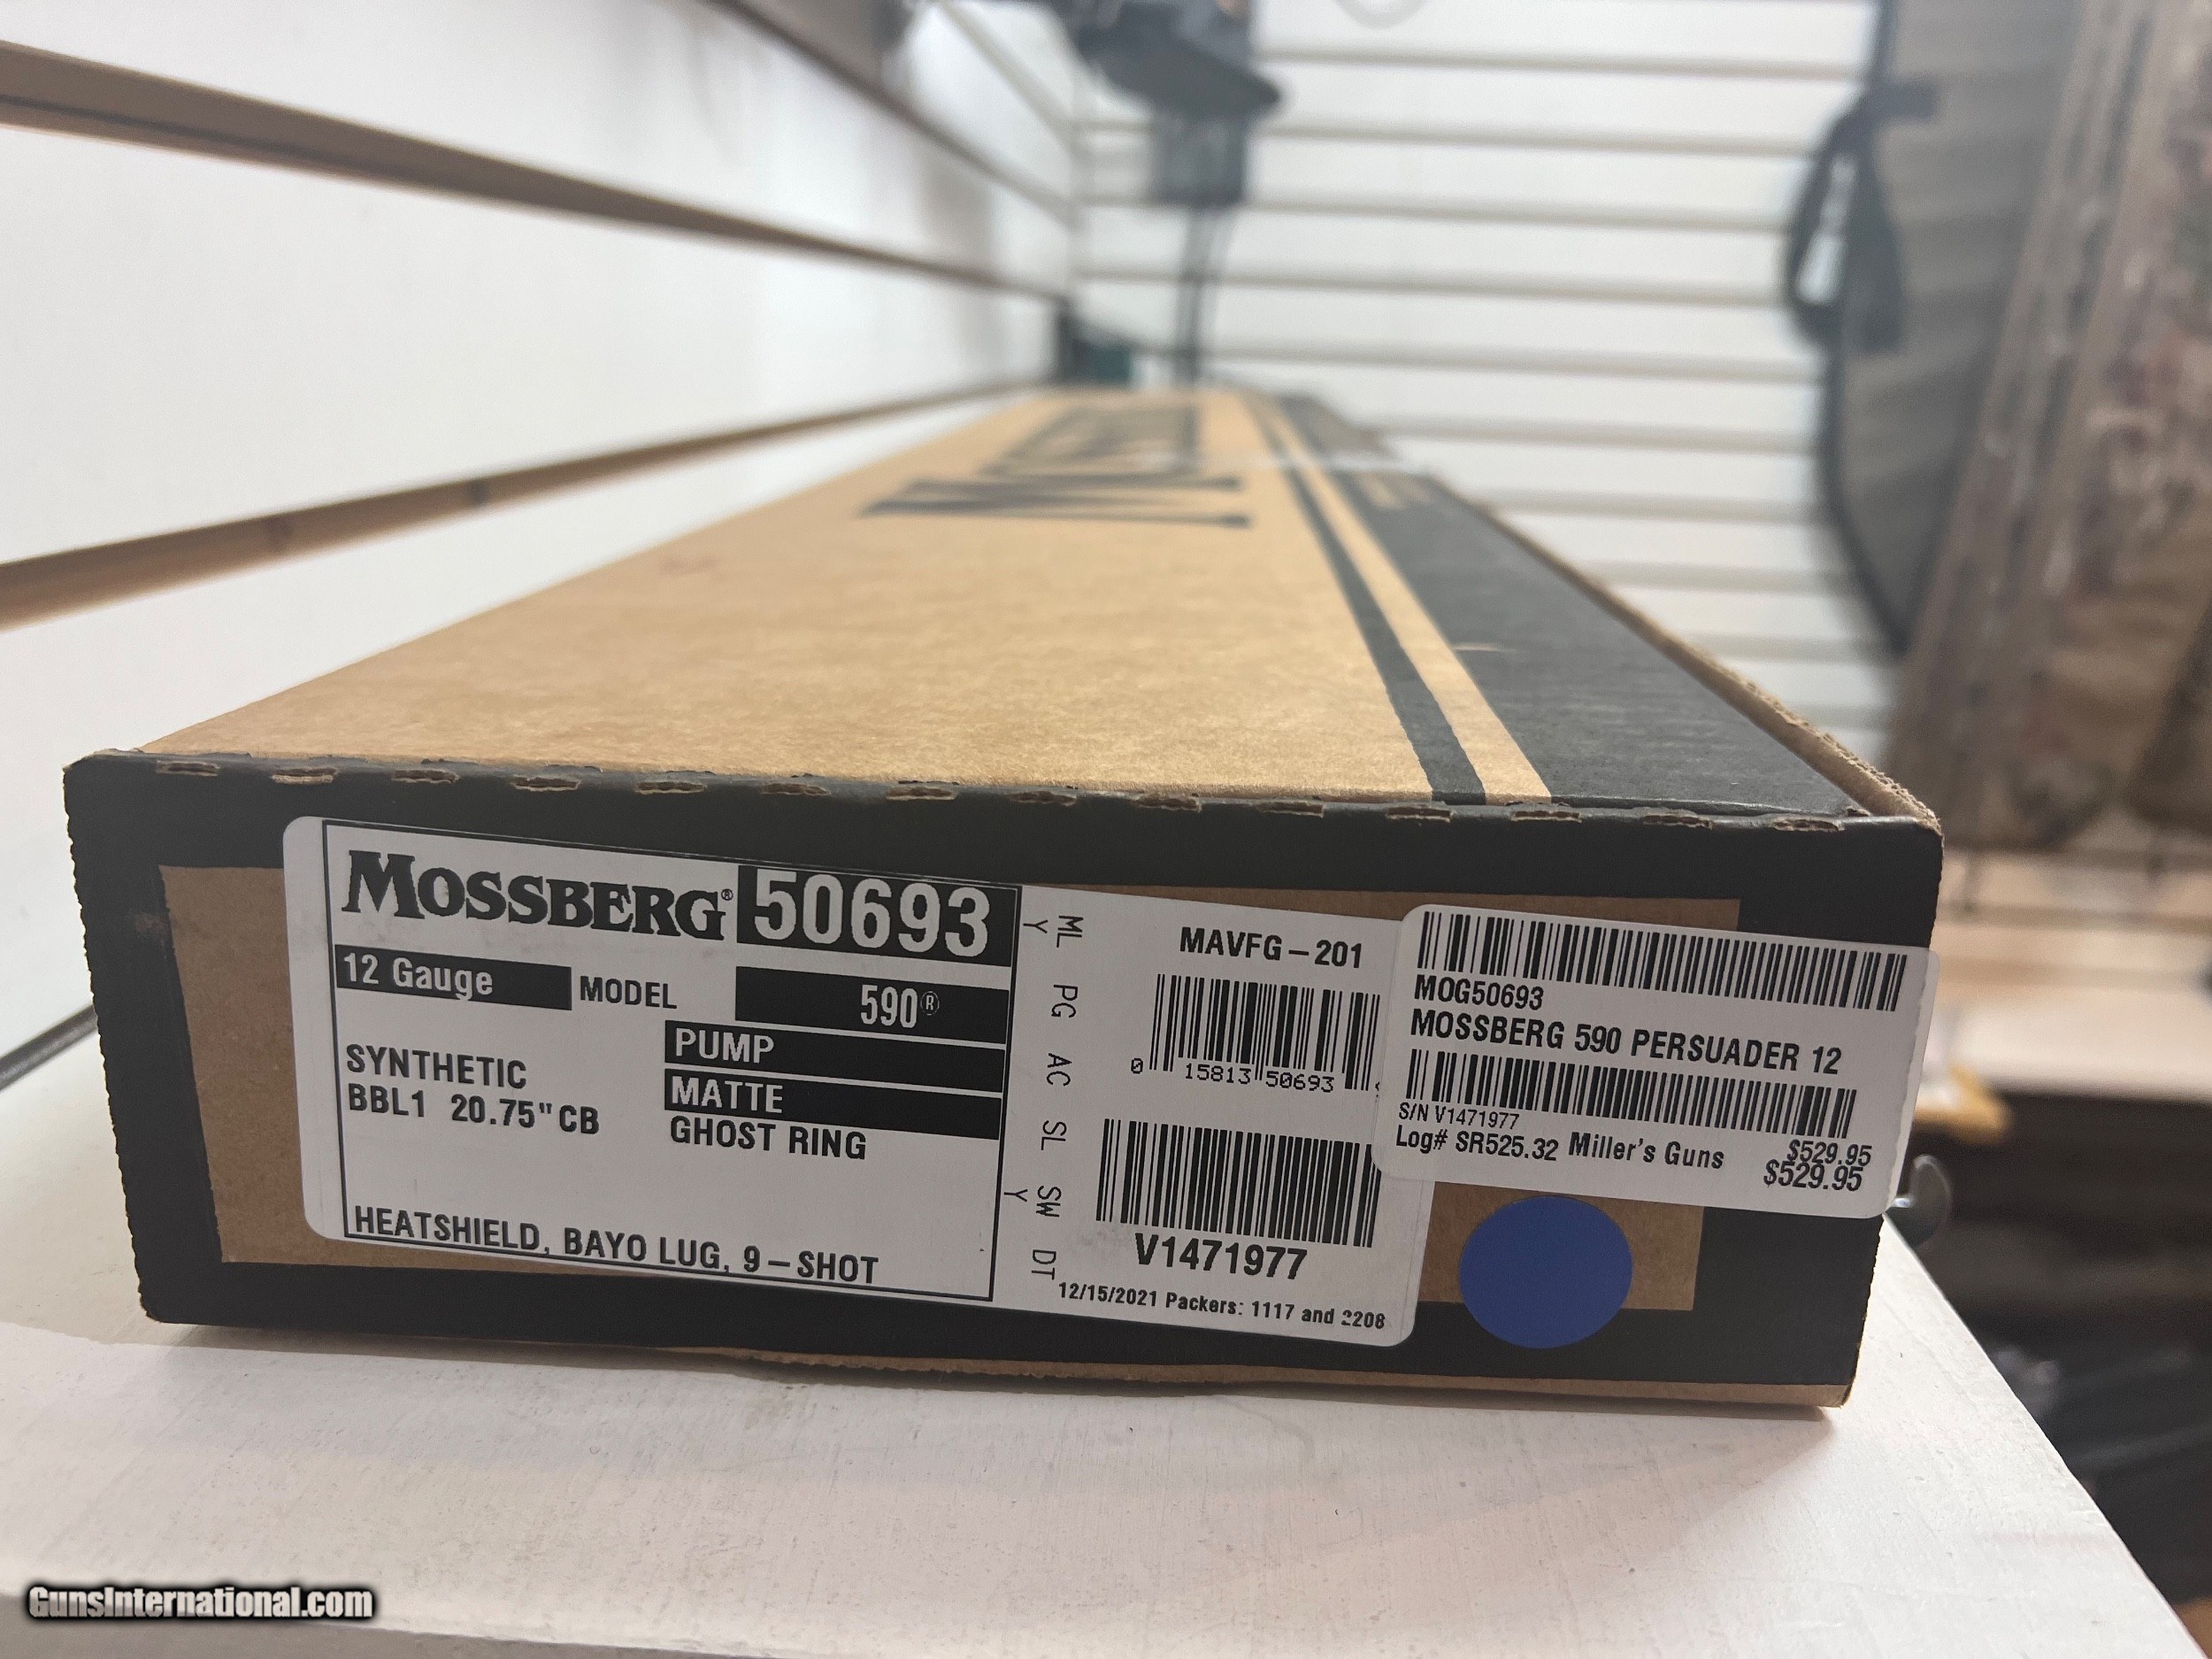 MOSSBERG® 50693
12 Gauge MODEL 590®
PUMP
SYNTHETIC MATTE
BBL1 20.75" CB GHOST RING
HEATSHIELD, BAYO LUG, 9-SHOT
ML PG AC SL SW DT
Y Y
MAVFG-201
0 15813 50693
V1471977
12/15/2021 Packers: 1117 and 2208
MOG50693
MOSSBERG 590 PERSUADER 12
S/N V1471977
$529.95
Log# SR525.32 Miller's Guns $529.95
GunsInternational.com